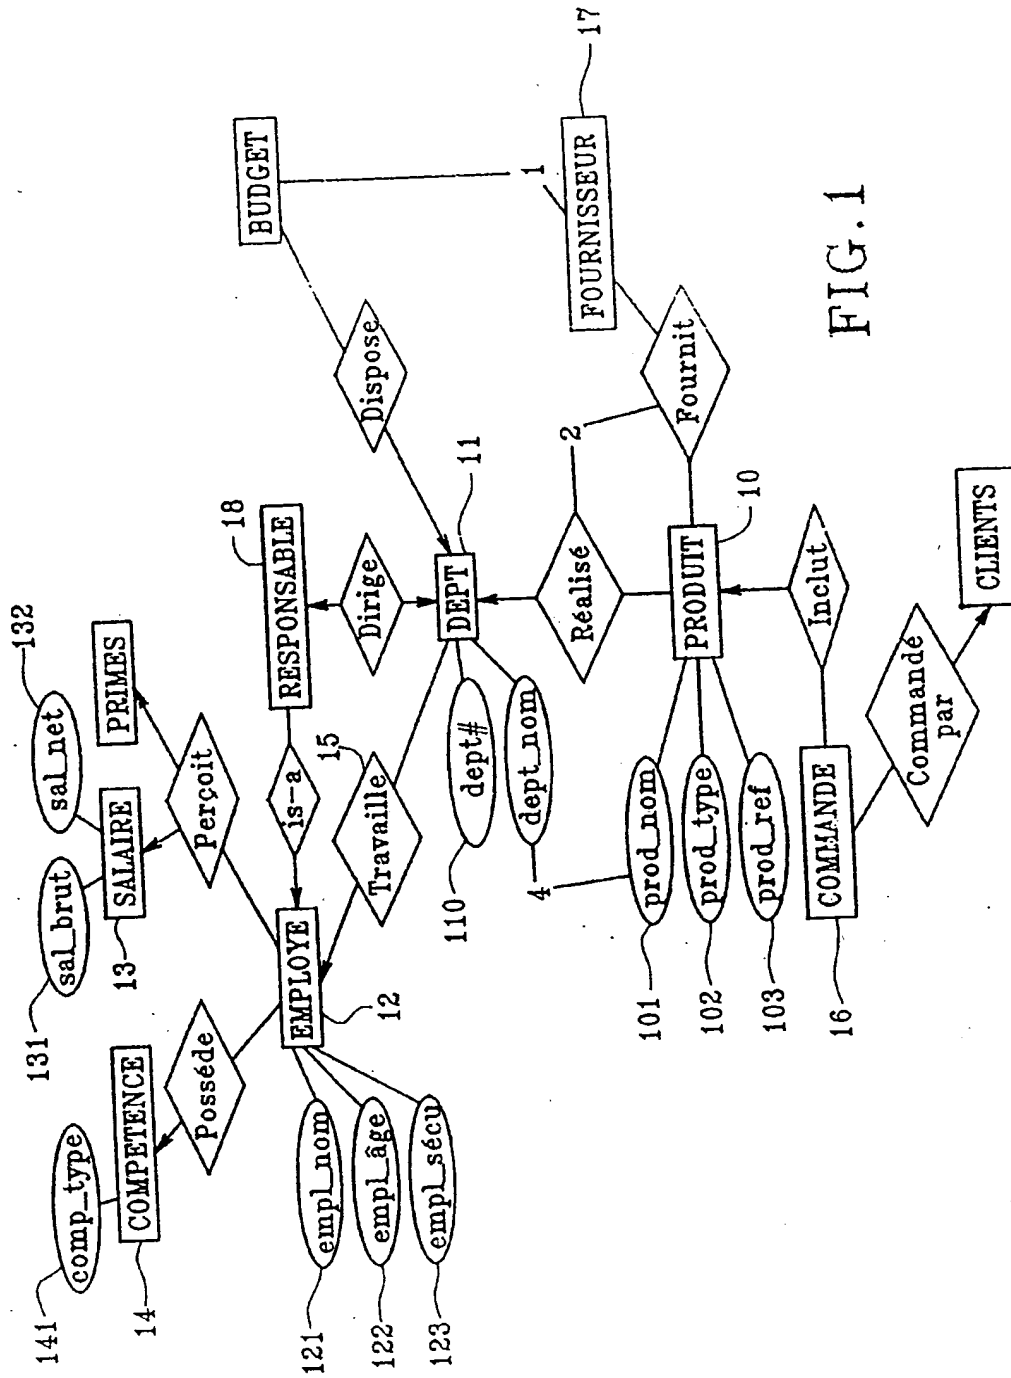 141
comp_type
14
COMPETENCE
Posséde
131
sal_brut
13
SALAIRE
sal_net
132
Perçoit
PRIMES
121
empl_nom
122
empl_âge
123
empl_sécu
EMPLOYE
12
is-a
RESPONSABLE
18
Travaille
15
Dirige
110
dept#
dept_nom
4
DEPT
11
Dispose
BUDGET
1
FOURNISSEUR
17
101
prod_nom
102
prod_type
103
prod_ref
Réalisé
2
PRODUIT
10
Fournit
16
COMMANDE
Inclut
Commandé
par
CLIENTS
FIG.1